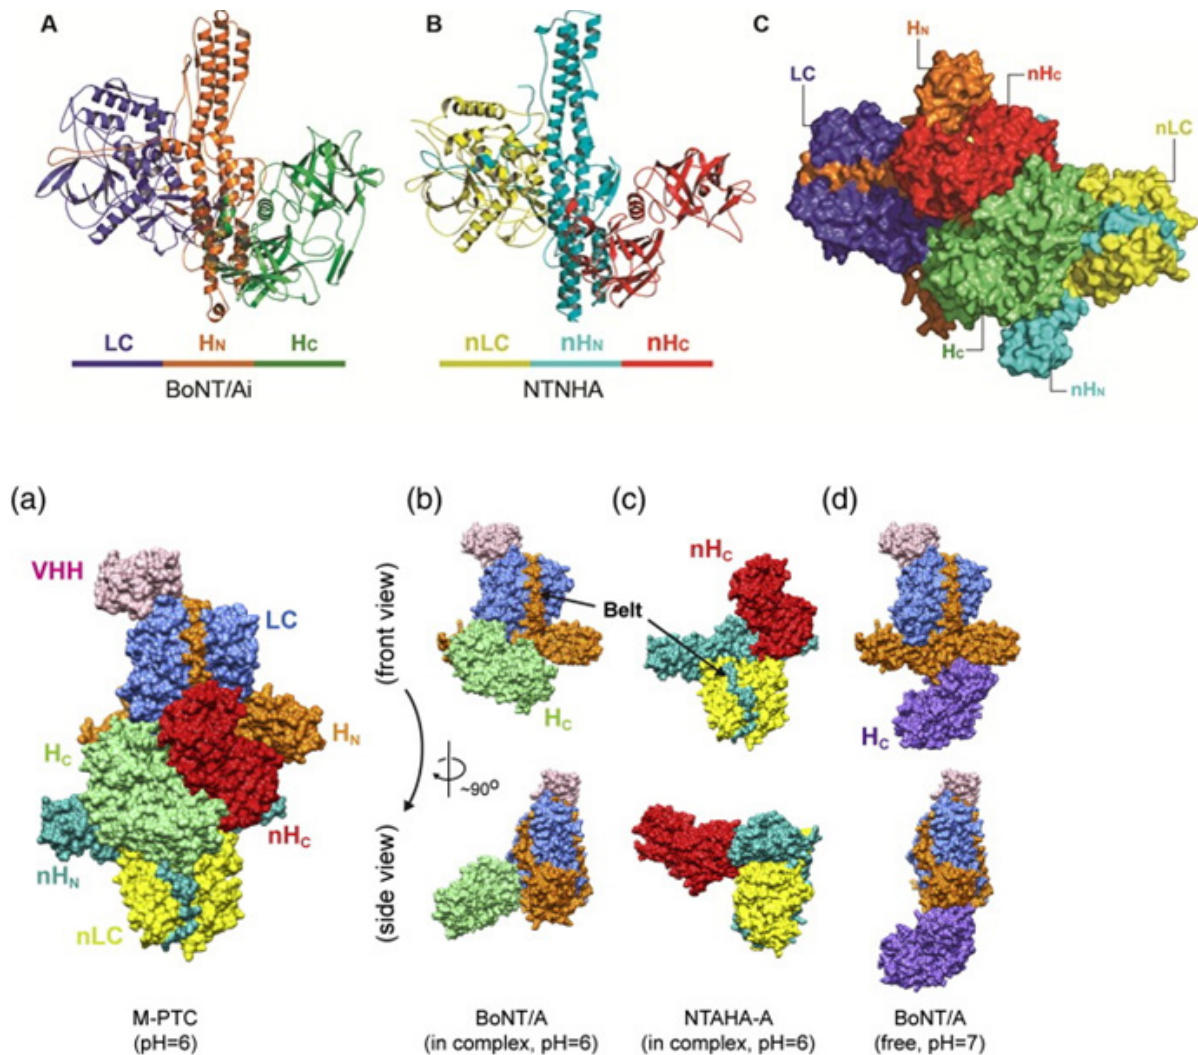 A
B
C
HN
nHC
LC
nLC
LC HN HC
BoNT/Ai
nLC nHN nHC
NTNHA
HC
nHN
(a)
(b)
(c)
(d)
VHH
LC
HN
HC
nHC
nHN
nLC
(front view)
~90o
(side view)
nHC
Belt
HC
HC
M-PTC
(pH=6)
BoNT/A
(in complex, pH=6)
NTAHA-A
(in complex, pH=6)
BoNT/A
(free, pH=7)